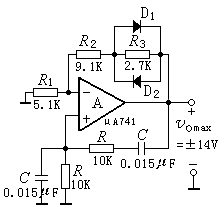 D1
R2
R3
9.1K
2.7K
R1
D2
5.1K
A
μA741
vomax
=±14V
R
C
10K
0.015μF
C
R
0.015μF
10K